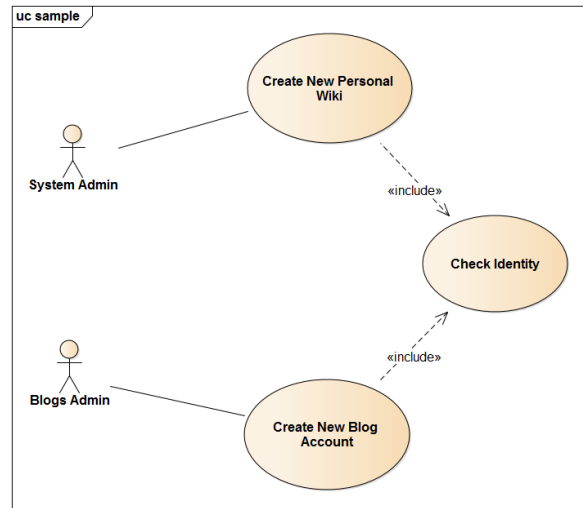 uc sample
Create New Personal
Wiki
System Admin
«include»
Check Identity
«include»
Blogs Admin
Create New Blog
Account